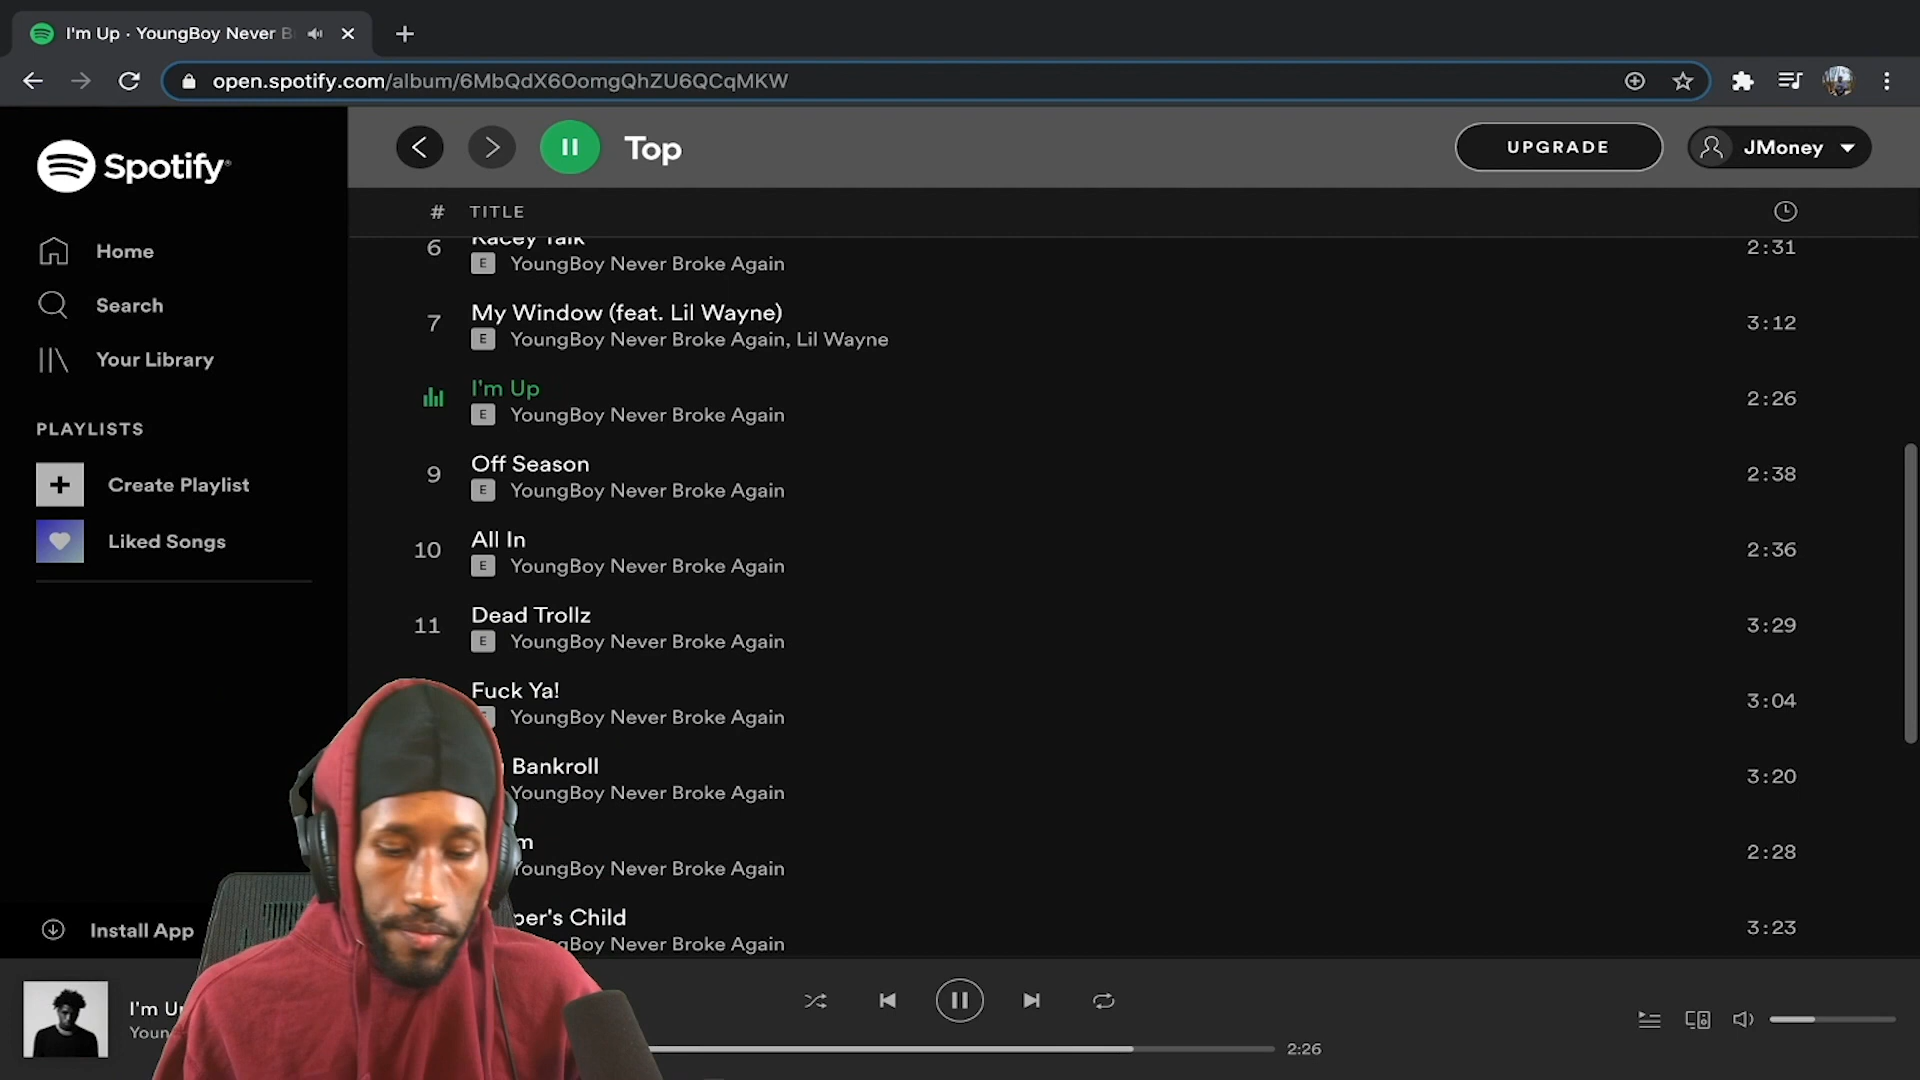 I'm Up · YoungBoy Never B
open.spotify.com/album/6MbQdX6OomgQhZU6QCqMKW
Spotify
Top
UPGRADE
JMoney
Home
Search
Your Library
PLAYLISTS
Create Playlist
Liked Songs
Install App
# TITLE
6 Kacey Talk 2:31
E YoungBoy Never Broke Again
7 My Window (feat. Lil Wayne) 3:12
E YoungBoy Never Broke Again, Lil Wayne
I'm Up 2:26
E YoungBoy Never Broke Again
9 Off Season 2:38
E YoungBoy Never Broke Again
10 All In 2:36
E YoungBoy Never Broke Again
11 Dead Trollz 3:29
E YoungBoy Never Broke Again
Fuck Ya! 3:04
YoungBoy Never Broke Again
Bankroll 3:20
YoungBoy Never Broke Again
2:28
YoungBoy Never Broke Again
per's Child 3:23
gBoy Never Broke Again
I'm U
Youn
2:26